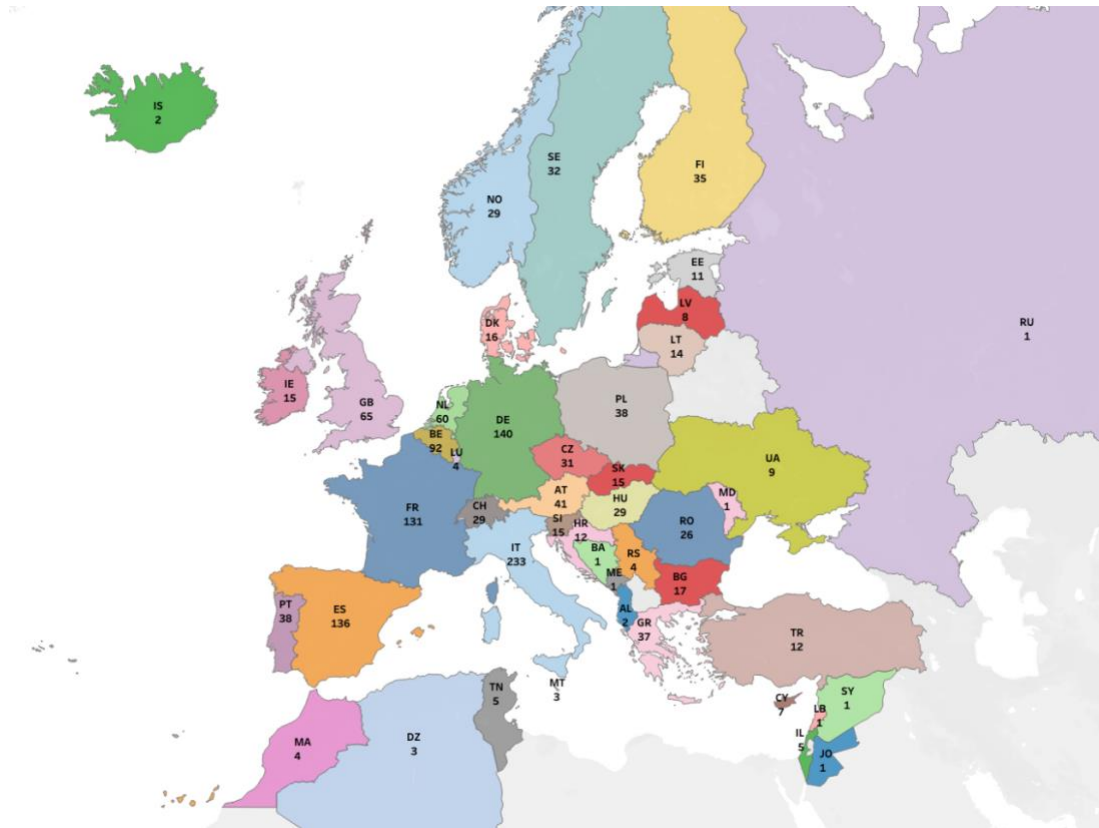 IS
2
SE
32
FI
35
NO
29
EE
11
LV
8
RU
1
DK
16
LT
14
IE
15
GB
65
NL
60
PL
38
DE
140
BE
92
LU
4
CZ
31
UA
9
SK
15
AT
41
HU
29
MD
1
FR
131
CH
29
SI
15
HR
12
RO
26
IT
233
BA
1
RS
4
ME
1
BG
17
PT
38
ES
136
AL
2
GR
37
TR
12
TN
5
MT
3
CY
7
SY
1
LB
1
IL
5
JO
1
MA
4
DZ
3